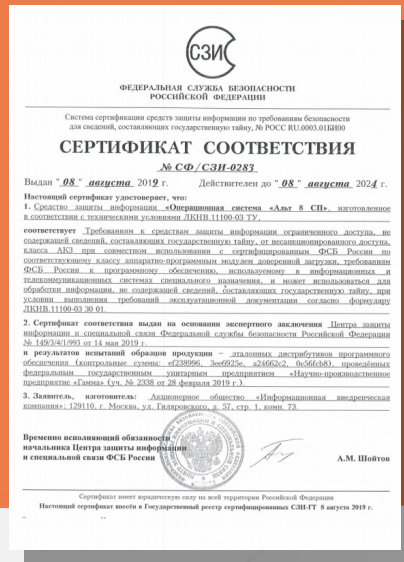 СЗИ
ФЕДЕРАЛЬНАЯ СЛУЖБА БЕЗОПАСНОСТИ
РОССИЙСКОЙ ФЕДЕРАЦИИ
Система сертификации средств защиты информации по требованиям безопасности
для сведений, составляющих государственную тайну, № РОСС RU.0003.01БИ00
СЕРТИФИКАТ СООТВЕТСТВИЯ
№ СФ/СЗИ-0283
Выдан "08" августа 2019 г. Действителен до "08" августа 2024 г.
Настоящий сертификат удостоверяет, что:
1. Средство защиты информации «Операционная система «Альт 8 СП», изготовленное
в соответствии с техническими условиями ЛКНВ.11100-03 ТУ,
соответствует Требованиям к средствам защиты информации ограниченного доступа, не
содержащей сведений, составляющих государственную тайну, от несанкционированного доступа,
класса АК3 при совместном использовании с сертифицированным ФСБ России по
соответствующему классу аппаратно-программным модулем доверенной загрузки, требованиям
ФСБ России к программному обеспечению, используемому в информационных и
телекоммуникационных системах специального назначения, и может использоваться для
обработки информации, не содержащей сведений, составляющих государственную тайну, при
условии выполнения требований эксплуатационной документации согласно формуляру
ЛКНВ.11100-03 30 01.
2. Сертификат соответствия выдан на основании экспертного заключения Центра защиты
информации и специальной связи Федеральной службы безопасности Российской Федерации
№ 149/3/4/1/993 от 14 мая 2019 г.
и результатов испытаний образцов продукции – эталонных дистрибутивов программного
обеспечения (контрольные суммы: ef238996, 3ee6925e, a24662c2, 0e56fcb8), проведённых
федеральным государственным унитарным предприятием «Научно-производственное
предприятие «Гамма» (уч. № 2338 от 28 февраля 2019 г.).
3. Заявитель, изготовитель: Акционерное общество «Информационная внедренческая
компания»; 129110, г. Москва, ул. Гиляровского, д. 57, стр. 1, комн. 73.
Временно исполняющий обязанности
начальника Центра защиты информации
и специальной связи ФСБ России А.М. Шойтов
Сертификат имеет юридическую силу на всей территории Российской Федерации
Настоящий сертификат внесён в Государственный реестр сертифицированных СЗИ-ГТ 8 августа 2019 г.